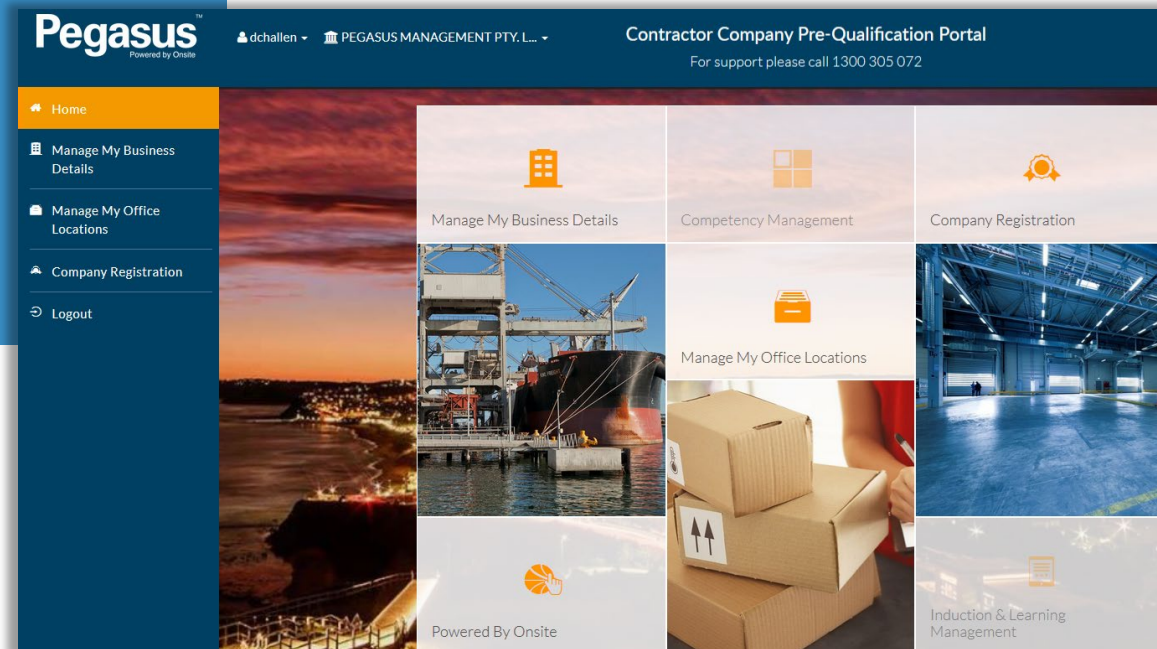 Pegasus™
Powered by Onsite
dchallen
PEGASUS MANAGEMENT PTY. L...
Contractor Company Pre-Qualification Portal
For support please call 1300 305 072
Home
Manage My Business
Details
Manage My Office
Locations
Company Registration
Logout
Manage My Business Details
Competency Management
Company Registration
Manage My Office Locations
Powered By Onsite
Induction & Learning
Management